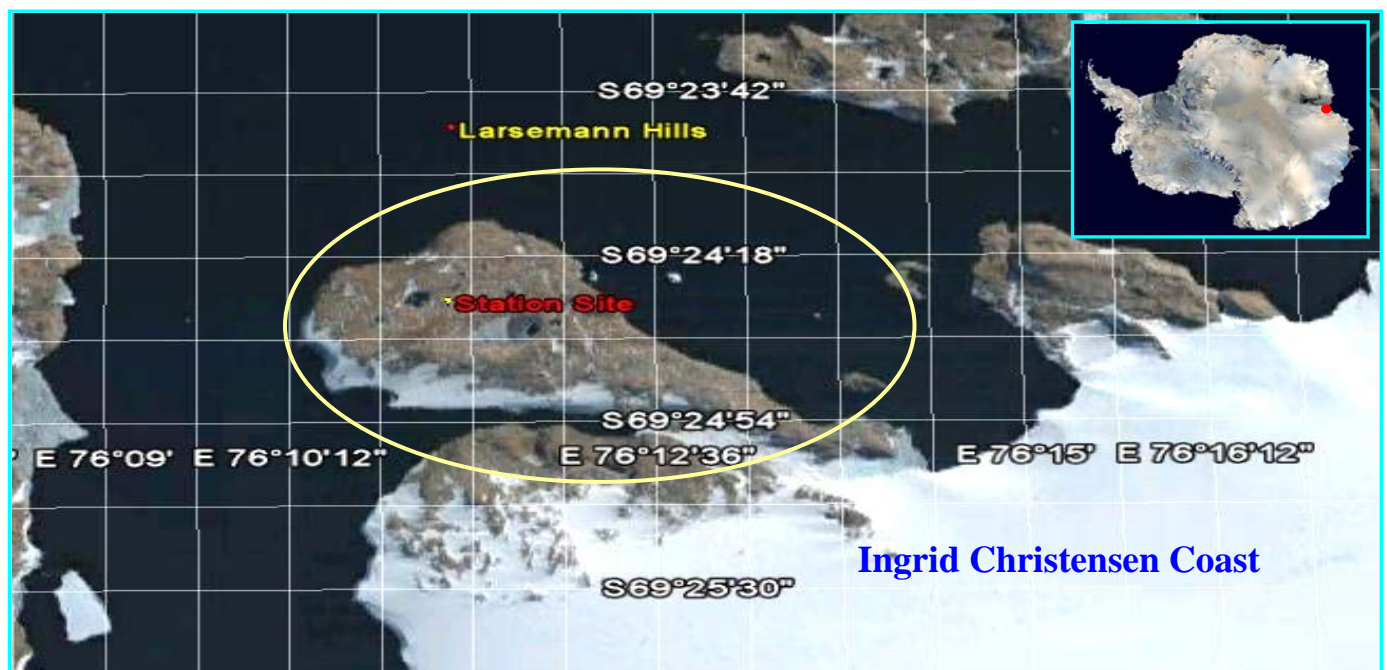 S69°23'42"
Larsemann Hills
S69°24'18"
Station Site
S69°24'54"
' E 76°09' E 76°10'12" E 76°12'36" E 76°15' E 76°16'12"
Ingrid Christensen Coast
S69°25'30"